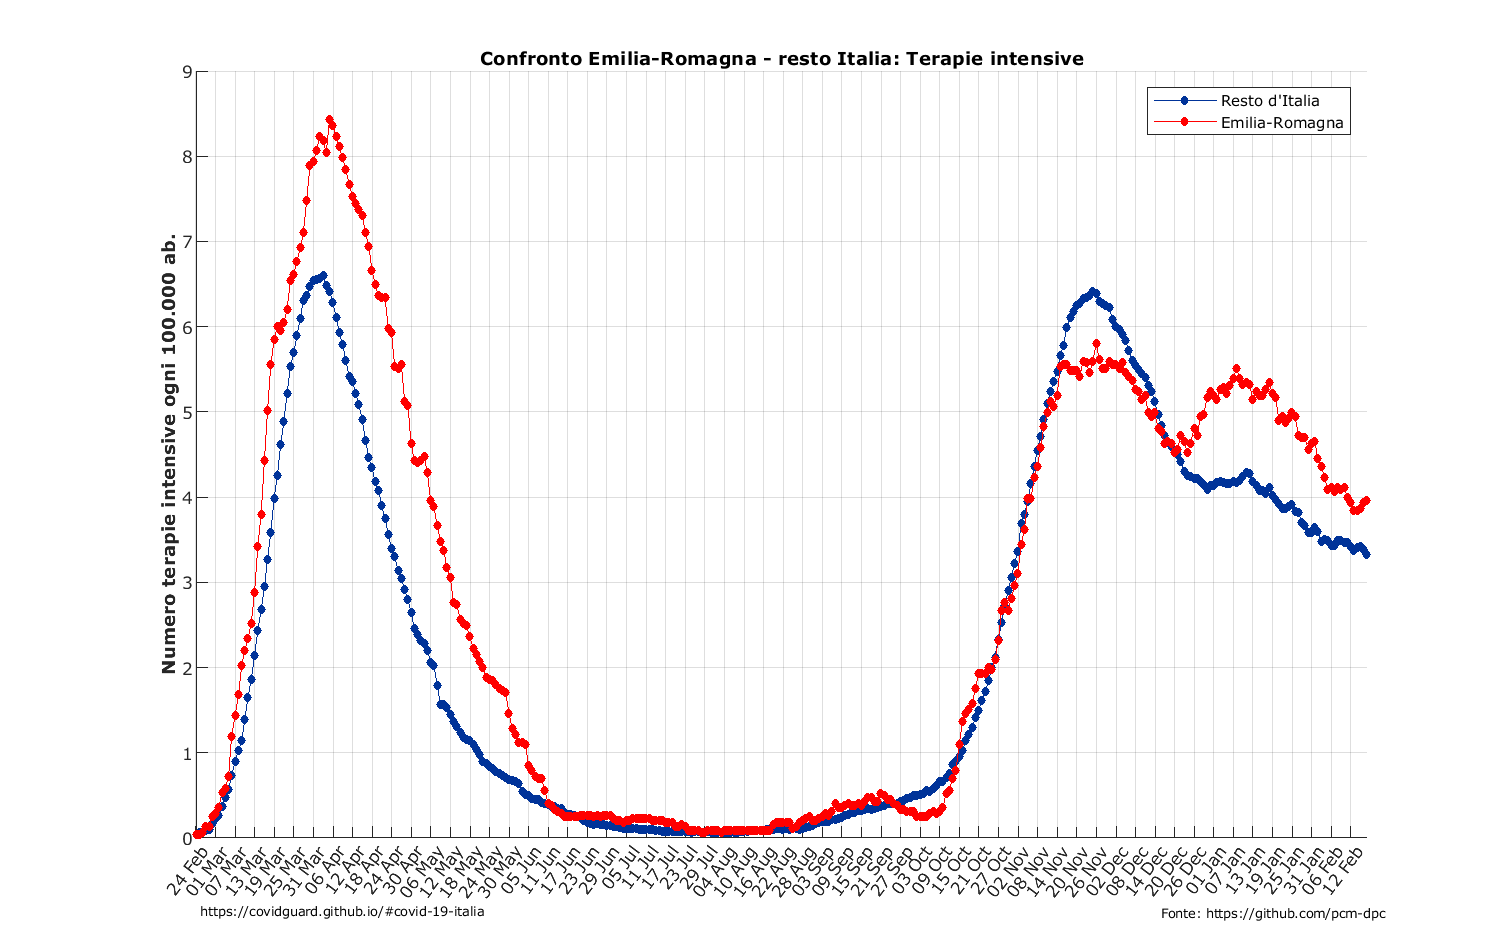 Confronto Emilia-Romagna - resto Italia: Terapie intensive
Resto d'Italia
Emilia-Romagna
Numero terapie intensive ogni 100.000 ab.
9
8
7
6
5
4
3
2
1
0
24 Feb
01 Mar
07 Mar
13 Mar
19 Mar
25 Mar
31 Mar
06 Apr
12 Apr
18 Apr
24 Apr
30 Apr
06 May
12 May
18 May
24 May
30 May
05 Jun
11 Jun
17 Jun
23 Jun
29 Jun
05 Jul
11 Jul
17 Jul
23 Jul
29 Jul
04 Aug
10 Aug
16 Aug
22 Aug
28 Aug
03 Sep
09 Sep
15 Sep
21 Sep
27 Sep
03 Oct
09 Oct
15 Oct
21 Oct
27 Oct
02 Nov
08 Nov
14 Nov
20 Nov
26 Nov
02 Dec
08 Dec
14 Dec
20 Dec
26 Dec
01 Jan
07 Jan
13 Jan
19 Jan
25 Jan
31 Jan
06 Feb
12 Feb
https://covidguard.github.io/#covid-19-italia
Fonte: https://github.com/pcm-dpc